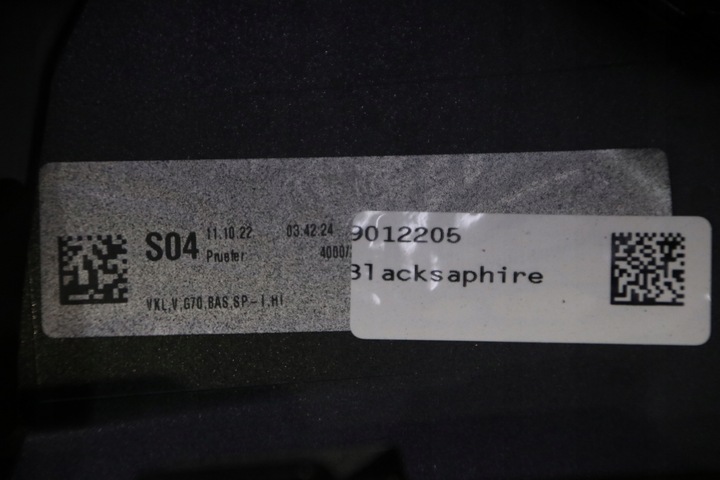 S04
11.10.22 03.42.24
Pruefer 4000/
VKL,V,G70,BAS,SP-I,HI
9012205
Blacksaphire